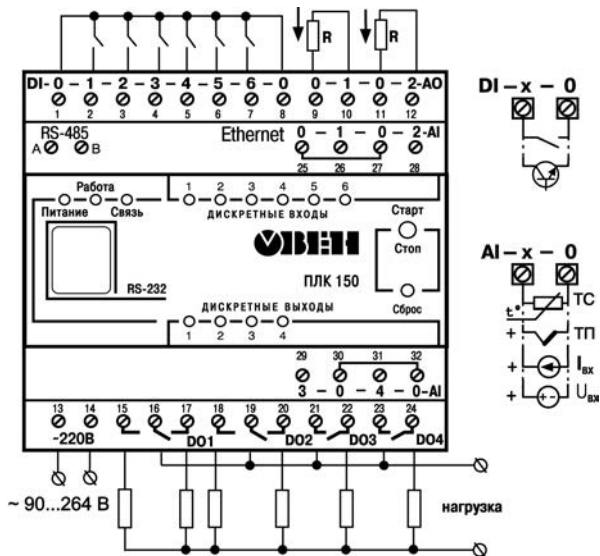 R R
DI-0-1-2-3-4-5-6-0 0-1-0-2-AO
1 2 3 4 5 6 7 8 9 10 11 12
RS-485 Ethernet 0-1-0-2-AI
A B
25 26 27 28
Работа
Питание Связь
1 2 3 4 5 6
ДИСКРЕТНЫЕ ВХОДЫ
Старт
Стоп
ОВЕН
ПЛК 150
RS-232
Сброс
ДИСКРЕТНЫЕ ВЫХОДЫ
1 2 3 4
29 30 31 32
3-0-4-0-AI
13 14 15 16 17 18 19 20 21 22 23 24
~220В DO1 DO2 DO3 DO4
~ 90...264 В
нагрузка
DI-x-0
AI-x-0
t° ТС
+ ТП
+ Iвх
+ Uвх
+ -